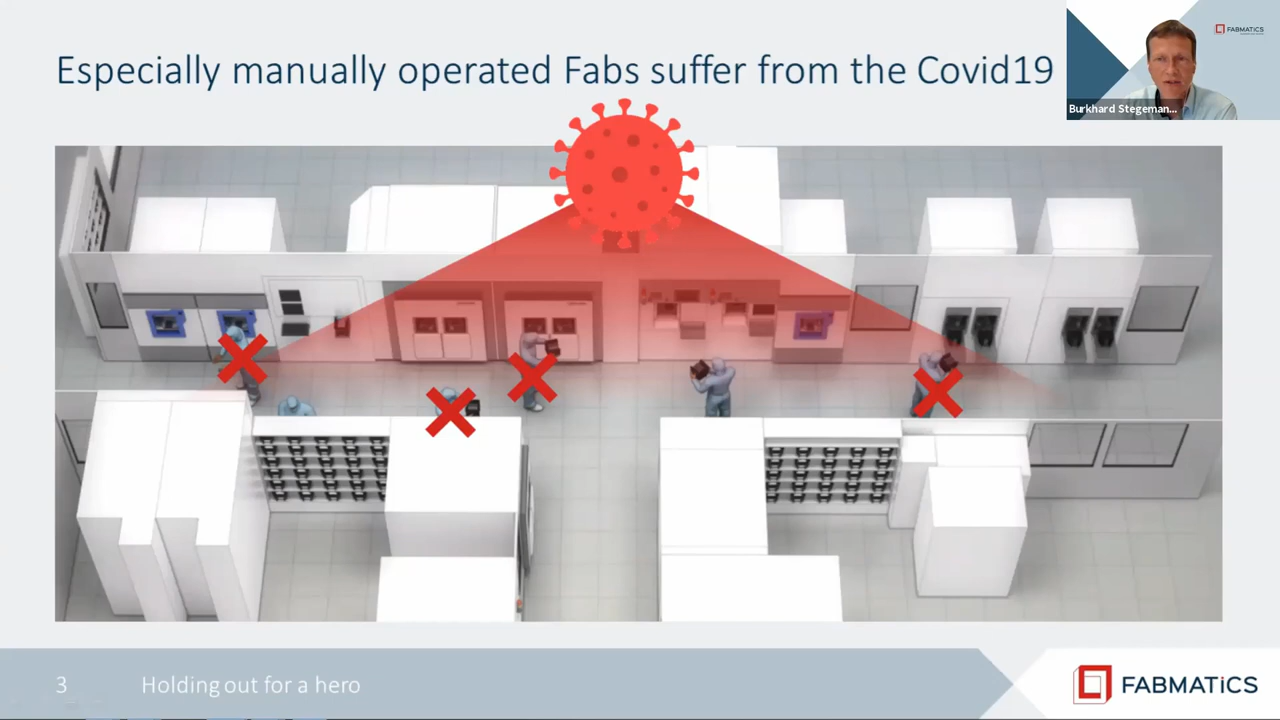 Especially manually operated Fabs suffer from the Covid19
FABMATICS
Burkhard Stegeman...
3 Holding out for a hero
FABMATiCS